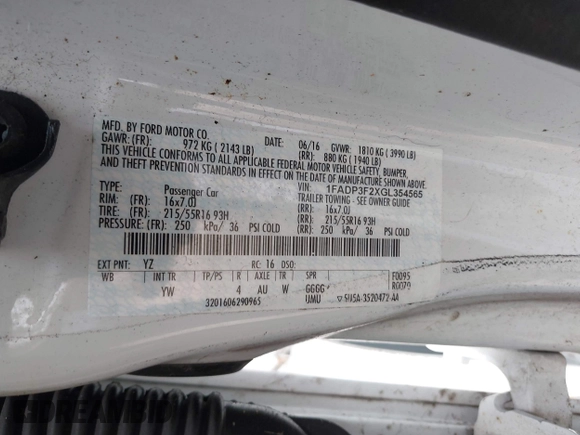 MFD. BY FORD MOTOR CO.
DATE: 06/16 GVWR: 1810 KG ( 3990 LB)
GAWR: (FR): 972 KG ( 2143 LB) (RR): 880 KG ( 1940 LB)
THIS VEHICLE CONFORMS TO ALL APPLICABLE FEDERAL MOTOR VEHICLE SAFETY, BUMPER,
AND THEFT PREVENTION STANDARDS IN EFFECT ON THE DATE OF MANUFACTURE
VIN: 1FADP3F2XGL354565
TYPE: Passenger Car TRAILER TOWING - SEE OWNER GUIDE
RIM: (FR): 16x7.0J (RR): 16x7.0J
TIRE: (FR): 215/55R16 93H (RR): 215/55R16 93H
PRESSURE: (FR): 250 kPa/ 36 PSI COLD (RR): 250 kPa/ 36 PSI COLD
EXT PNT: YZ RC: 16 DSO:
WB INT TR TP/PS R AXLE TR SPR F0095
YW 4 AU W GGGG R0079
3201606290965 UMU ▽ 5U5A-3520472-AA